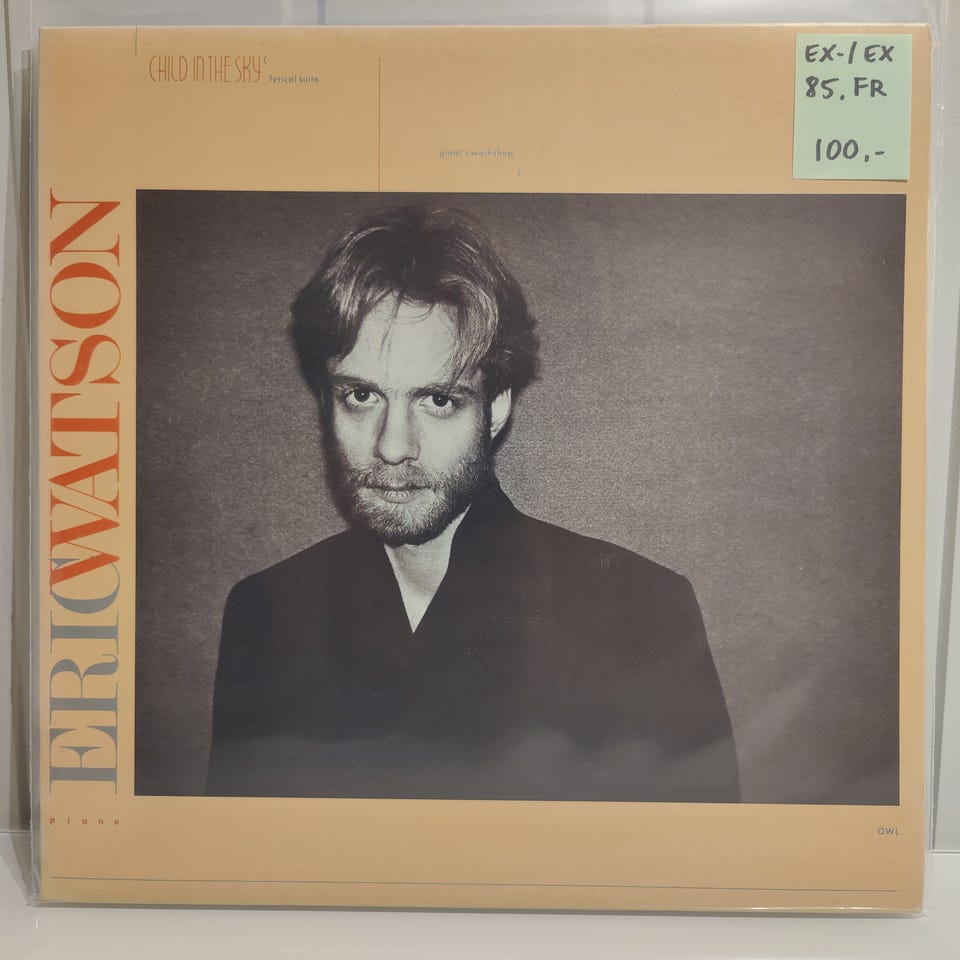 CHILD IN THE SKY
lyrical suite
giant's workshop
EX-/EX
85. FR
100,-
ERIC WATSON
piano
OWL